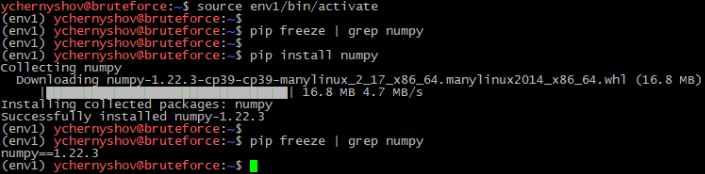 ychernyshov@bruteforce:~$ source env1/bin/activate
(env1) ychernyshov@bruteforce:~$
(env1) ychernyshov@bruteforce:~$ pip freeze | grep numpy
(env1) ychernyshov@bruteforce:~$
(env1) ychernyshov@bruteforce:~$ pip install numpy
Collecting numpy
  Downloading numpy-1.22.3-cp39-cp39-manylinux_2_17_x86_64.manylinux2014_x86_64.whl (16.8 MB)
     |████████████████████████████████| 16.8 MB 4.7 MB/s
Installing collected packages: numpy
Successfully installed numpy-1.22.3
(env1) ychernyshov@bruteforce:~$
(env1) ychernyshov@bruteforce:~$ pip freeze | grep numpy
numpy==1.22.3
(env1) ychernyshov@bruteforce:~$